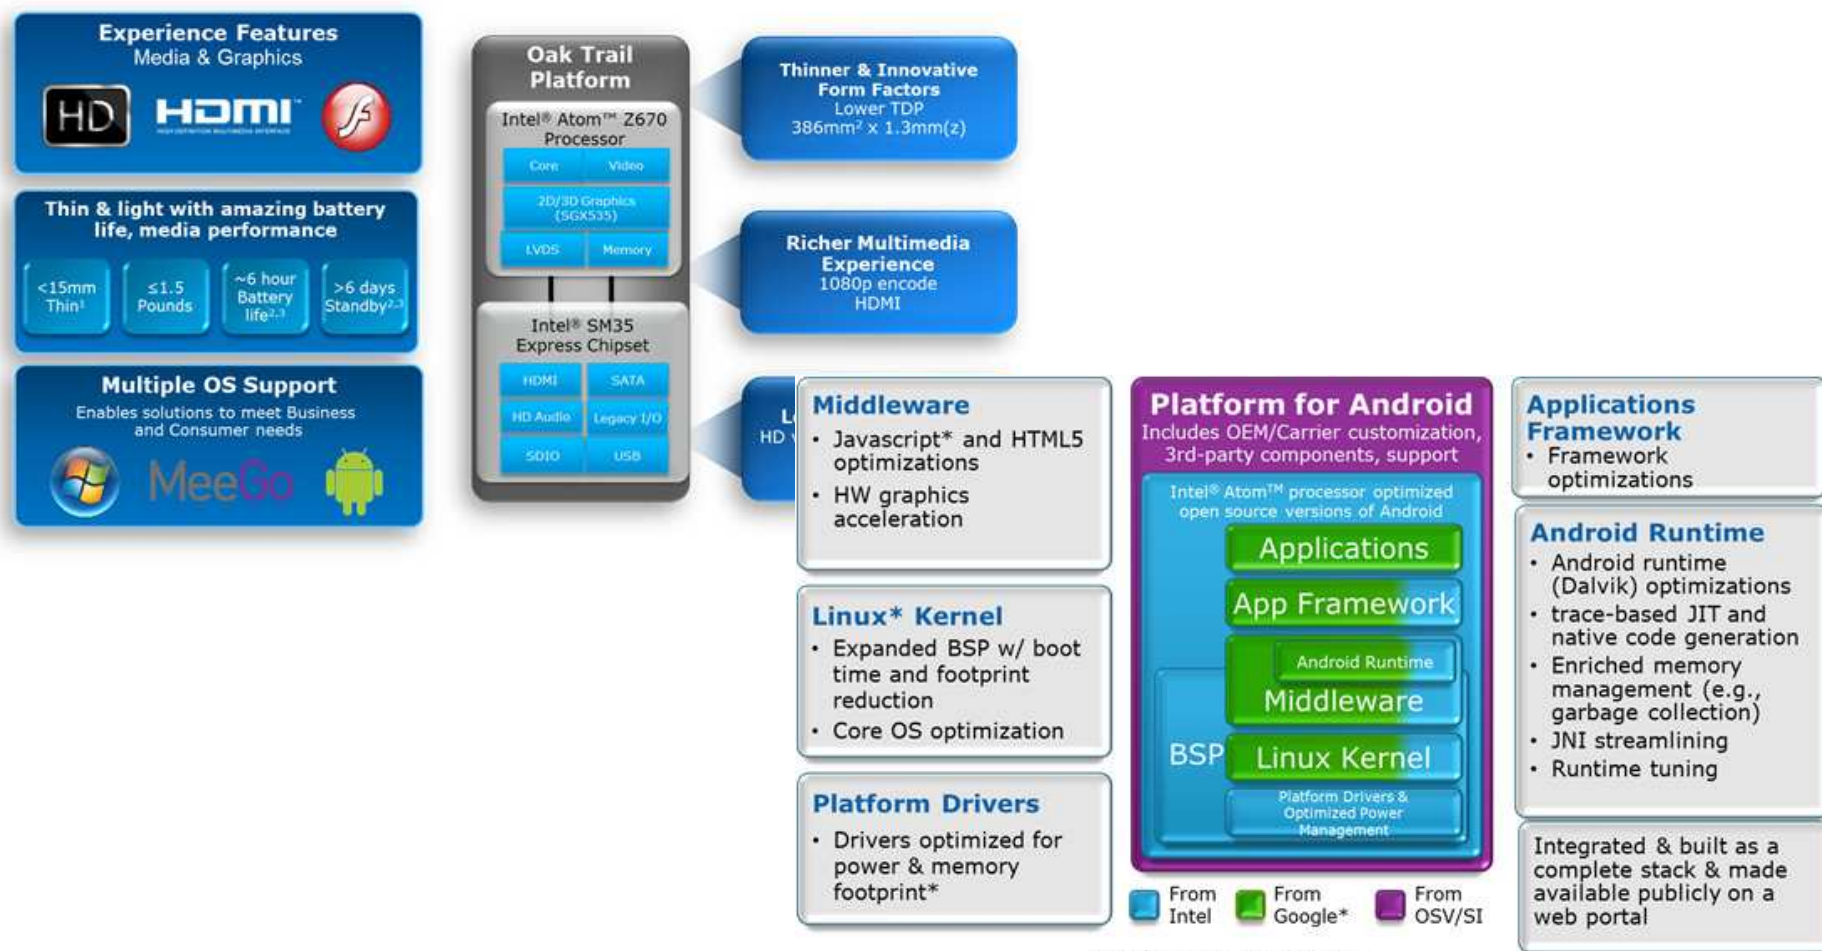 Experience Features
Media & Graphics
HD
HDMI™
HIGH-DEFINITION MULTIMEDIA INTERFACE
Thin & light with amazing battery
life, media performance
<15mm
Thin¹
≤1.5
Pounds
~6 hour
Battery
life²,³
>6 days
Standby²,³
Multiple OS Support
Enables solutions to meet Business
and Consumer needs
MeeGo
Oak Trail
Platform
Intel® Atom™ Z670
Processor
Core
Video
2D/3D Graphics
(SGX535)
LVDS
Memory
Intel® SM35
Express Chipset
HDMI
SATA
HD Audio
Legacy I/O
SDIO
USB
Thinner & Innovative
Form Factors
Lower TDP
386mm² x 1.3mm(z)
Richer Multimedia
Experience
1080p encode
HDMI
HD
Middleware
• Javascript* and HTML5
optimizations
• HW graphics
acceleration
Linux* Kernel
• Expanded BSP w/ boot
time and footprint
reduction
• Core OS optimization
Platform Drivers
• Drivers optimized for
power & memory
footprint*
Platform for Android
Includes OEM/Carrier customization,
3rd-party components, support
Intel® Atom™ processor optimized
open source versions of Android
Applications
App Framework
Android Runtime
Middleware
BSP
Linux Kernel
Platform Drivers &
Optimized Power
Management
From
Intel
From
Google*
From
OSV/SI
Applications
Framework
• Framework
optimizations
Android Runtime
• Android runtime
(Dalvik) optimizations
• trace-based JIT and
native code generation
• Enriched memory
management (e.g.,
garbage collection)
• JNI streamlining
• Runtime tuning
Integrated & built as a
complete stack & made
available publicly on a
web portal